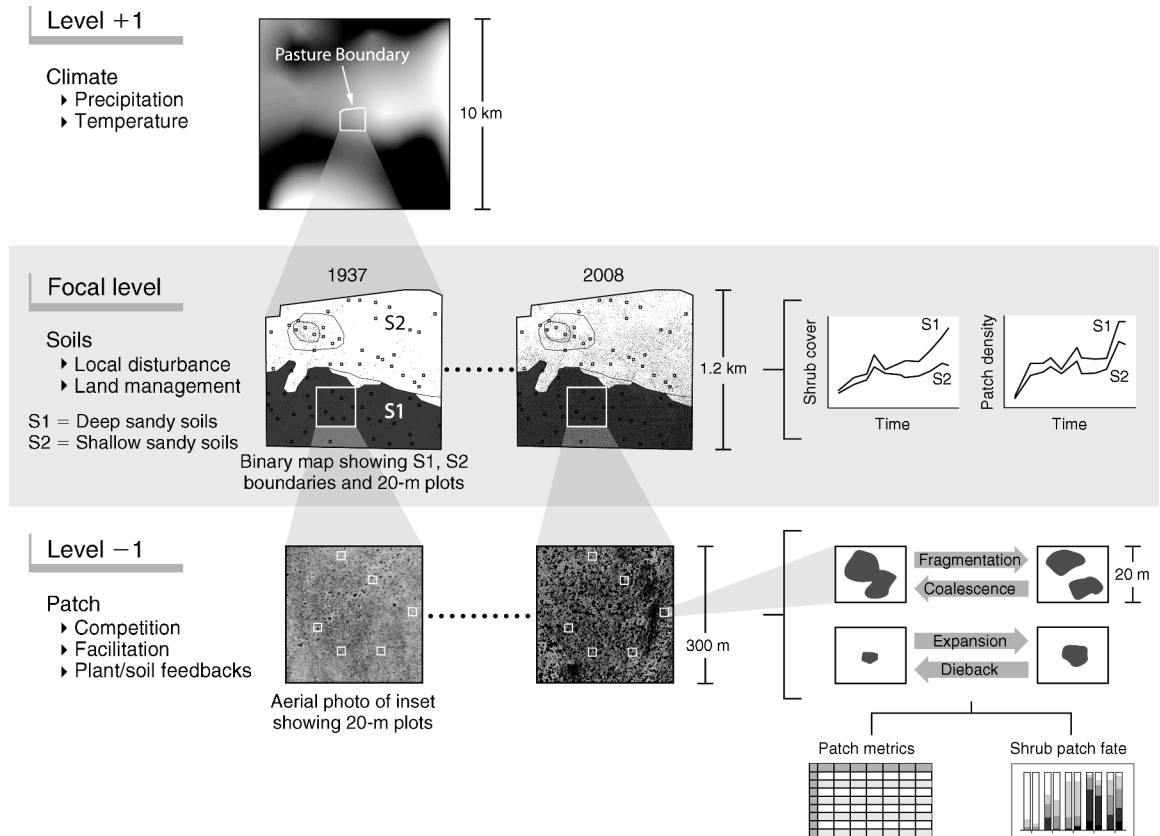 Level +1
Climate
Precipitation
Temperature
Pasture Boundary
10 km
Focal level
Soils
Local disturbance
Land management
S1 = Deep sandy soils
S2 = Shallow sandy soils
1937
S2
S1
Binary map showing S1, S2
boundaries and 20-m plots
2008
1.2 km
Shrub cover
S1
S2
Time
Patch density
S1
S2
Time
Level −1
Patch
Competition
Facilitation
Plant/soil feedbacks
Aerial photo of inset
showing 20-m plots
300 m
Fragmentation
Coalescence
20 m
Expansion
Dieback
Patch metrics
Shrub patch fate